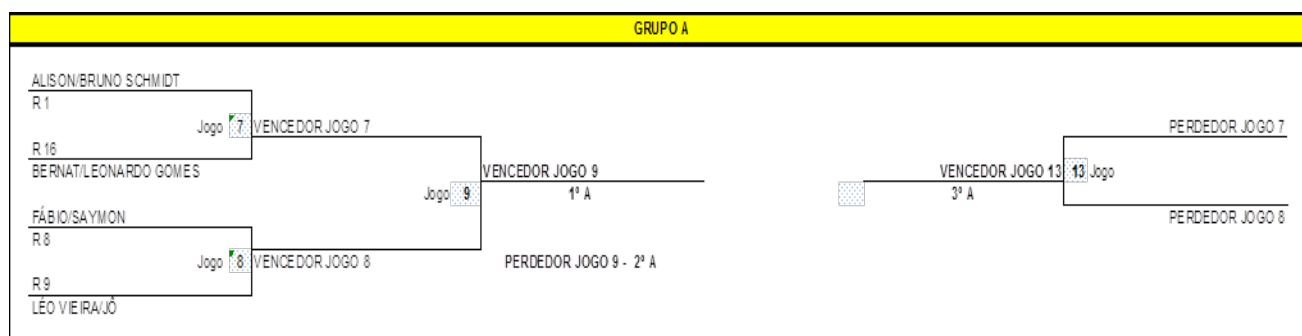 GRUPO A
ALISON/BRUNO SCHMIDT
R 1
Jogo 7 VENCEDOR JOGO 7
R 16
BERNAT/LEONARDO GOMES
FÁBIO/SAYMON
R 8
Jogo 8 VENCEDOR JOGO 8
R 9
LÉO VIEIRA/JÔ
VENCEDOR JOGO 9
Jogo 9 1º A
PERDEDOR JOGO 9 - 2º A
PERDEDOR JOGO 7
VENCEDOR JOGO 13 13 Jogo
3º A
PERDEDOR JOGO 8